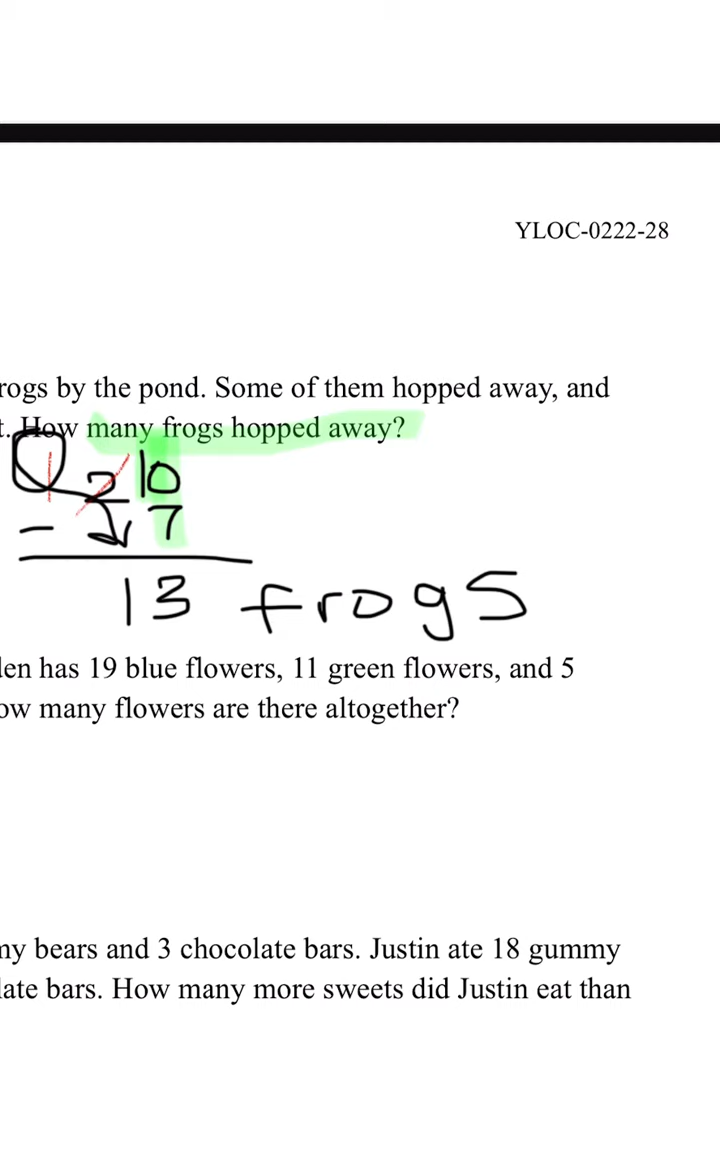 YLOC-0222-28
rogs by the pond. Some of them hopped away, and
t. How many frogs hopped away?
2 10
- 7
13 frogs
len has 19 blue flowers, 11 green flowers, and 5
ow many flowers are there altogether?
my bears and 3 chocolate bars. Justin ate 18 gummy
late bars. How many more sweets did Justin eat than